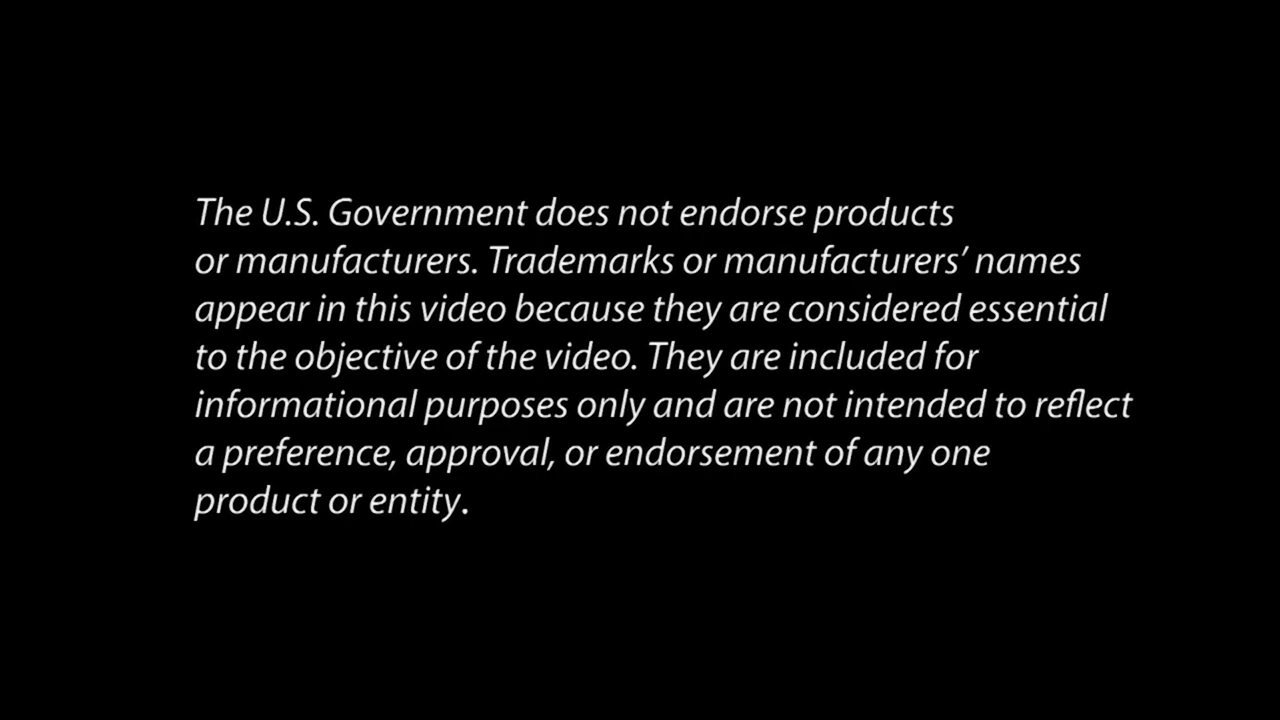 The U.S. Government does not endorse products
or manufacturers. Trademarks or manufacturers’ names
appear in this video because they are considered essential
to the objective of the video. They are included for
informational purposes only and are not intended to reflect
a preference, approval, or endorsement of any one
product or entity.